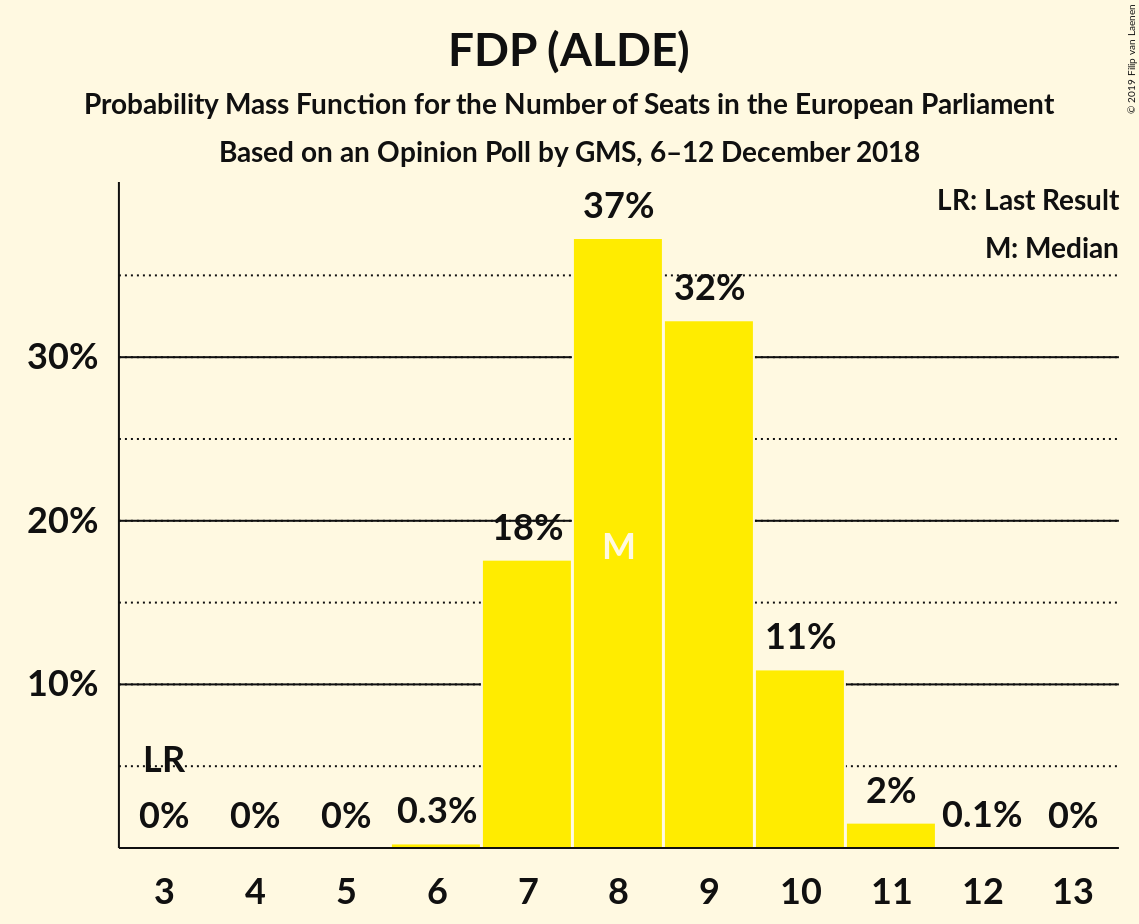 FDP (ALDE)
Probability Mass Function for the Number of Seats in the European Parliament
Based on an Opinion Poll by GMS, 6–12 December 2018
© 2019 Filip van Laenen
LR: Last Result
M: Median
37%
32%
30%
20%
18%
M
11%
10%
LR
2%
0%
0%
0%
0.3%
0.1%
0%
3 4 5 6 7 8 9 10 11 12 13